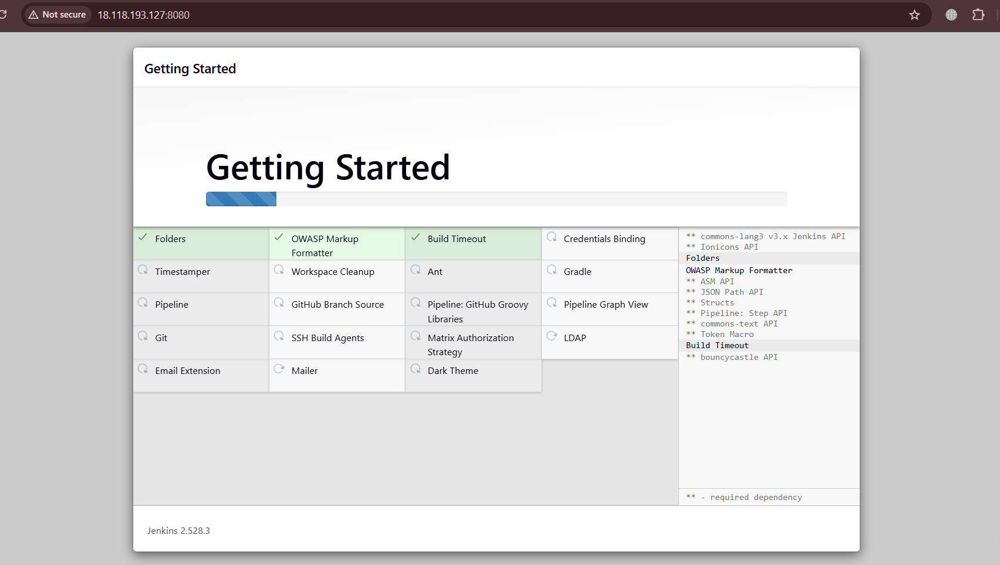 Not secure 18.118.193.127:8080
Getting Started
Getting Started
Folders
OWASP Markup
Formatter
Build Timeout
Credentials Binding
Timestamper
Workspace Cleanup
Ant
Gradle
Pipeline
GitHub Branch Source
Pipeline: GitHub Groovy
Libraries
Pipeline Graph View
Git
SSH Build Agents
Matrix Authorization
Strategy
LDAP
Email Extension
Mailer
Dark Theme
** commons-lang3 v3.x Jenkins API
** Ionicons API
Folders
OWASP Markup Formatter
** ASM API
** JSON Path API
** Structs
** Pipeline: Step API
** commons-text API
** Token Macro
Build Timeout
** bouncycastle API
** - required dependency
Jenkins 2.528.3